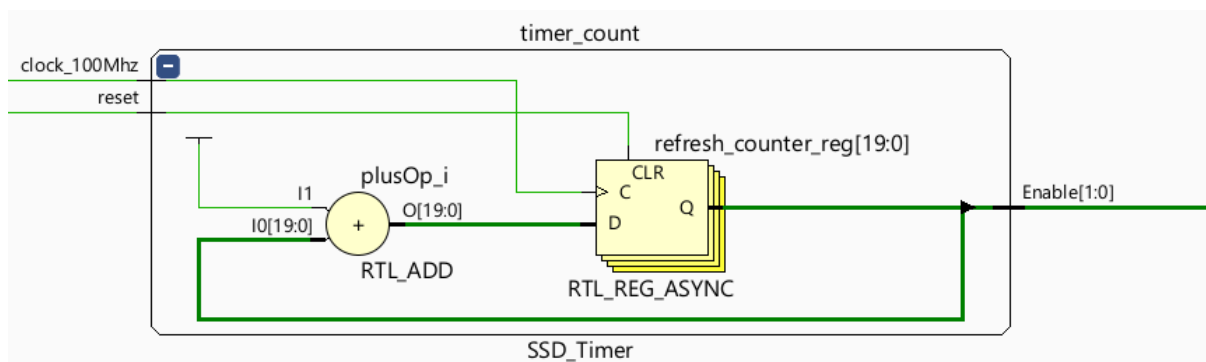 timer_count
clock_100Mhz
reset
refresh_counter_reg[19:0]
CLR
plusOp_i
C
I1
Enable[1:0]
O[19:0]
Q
I0[19:0]
+
D
RTL_ADD
RTL_REG_ASYNC
SSD_Timer